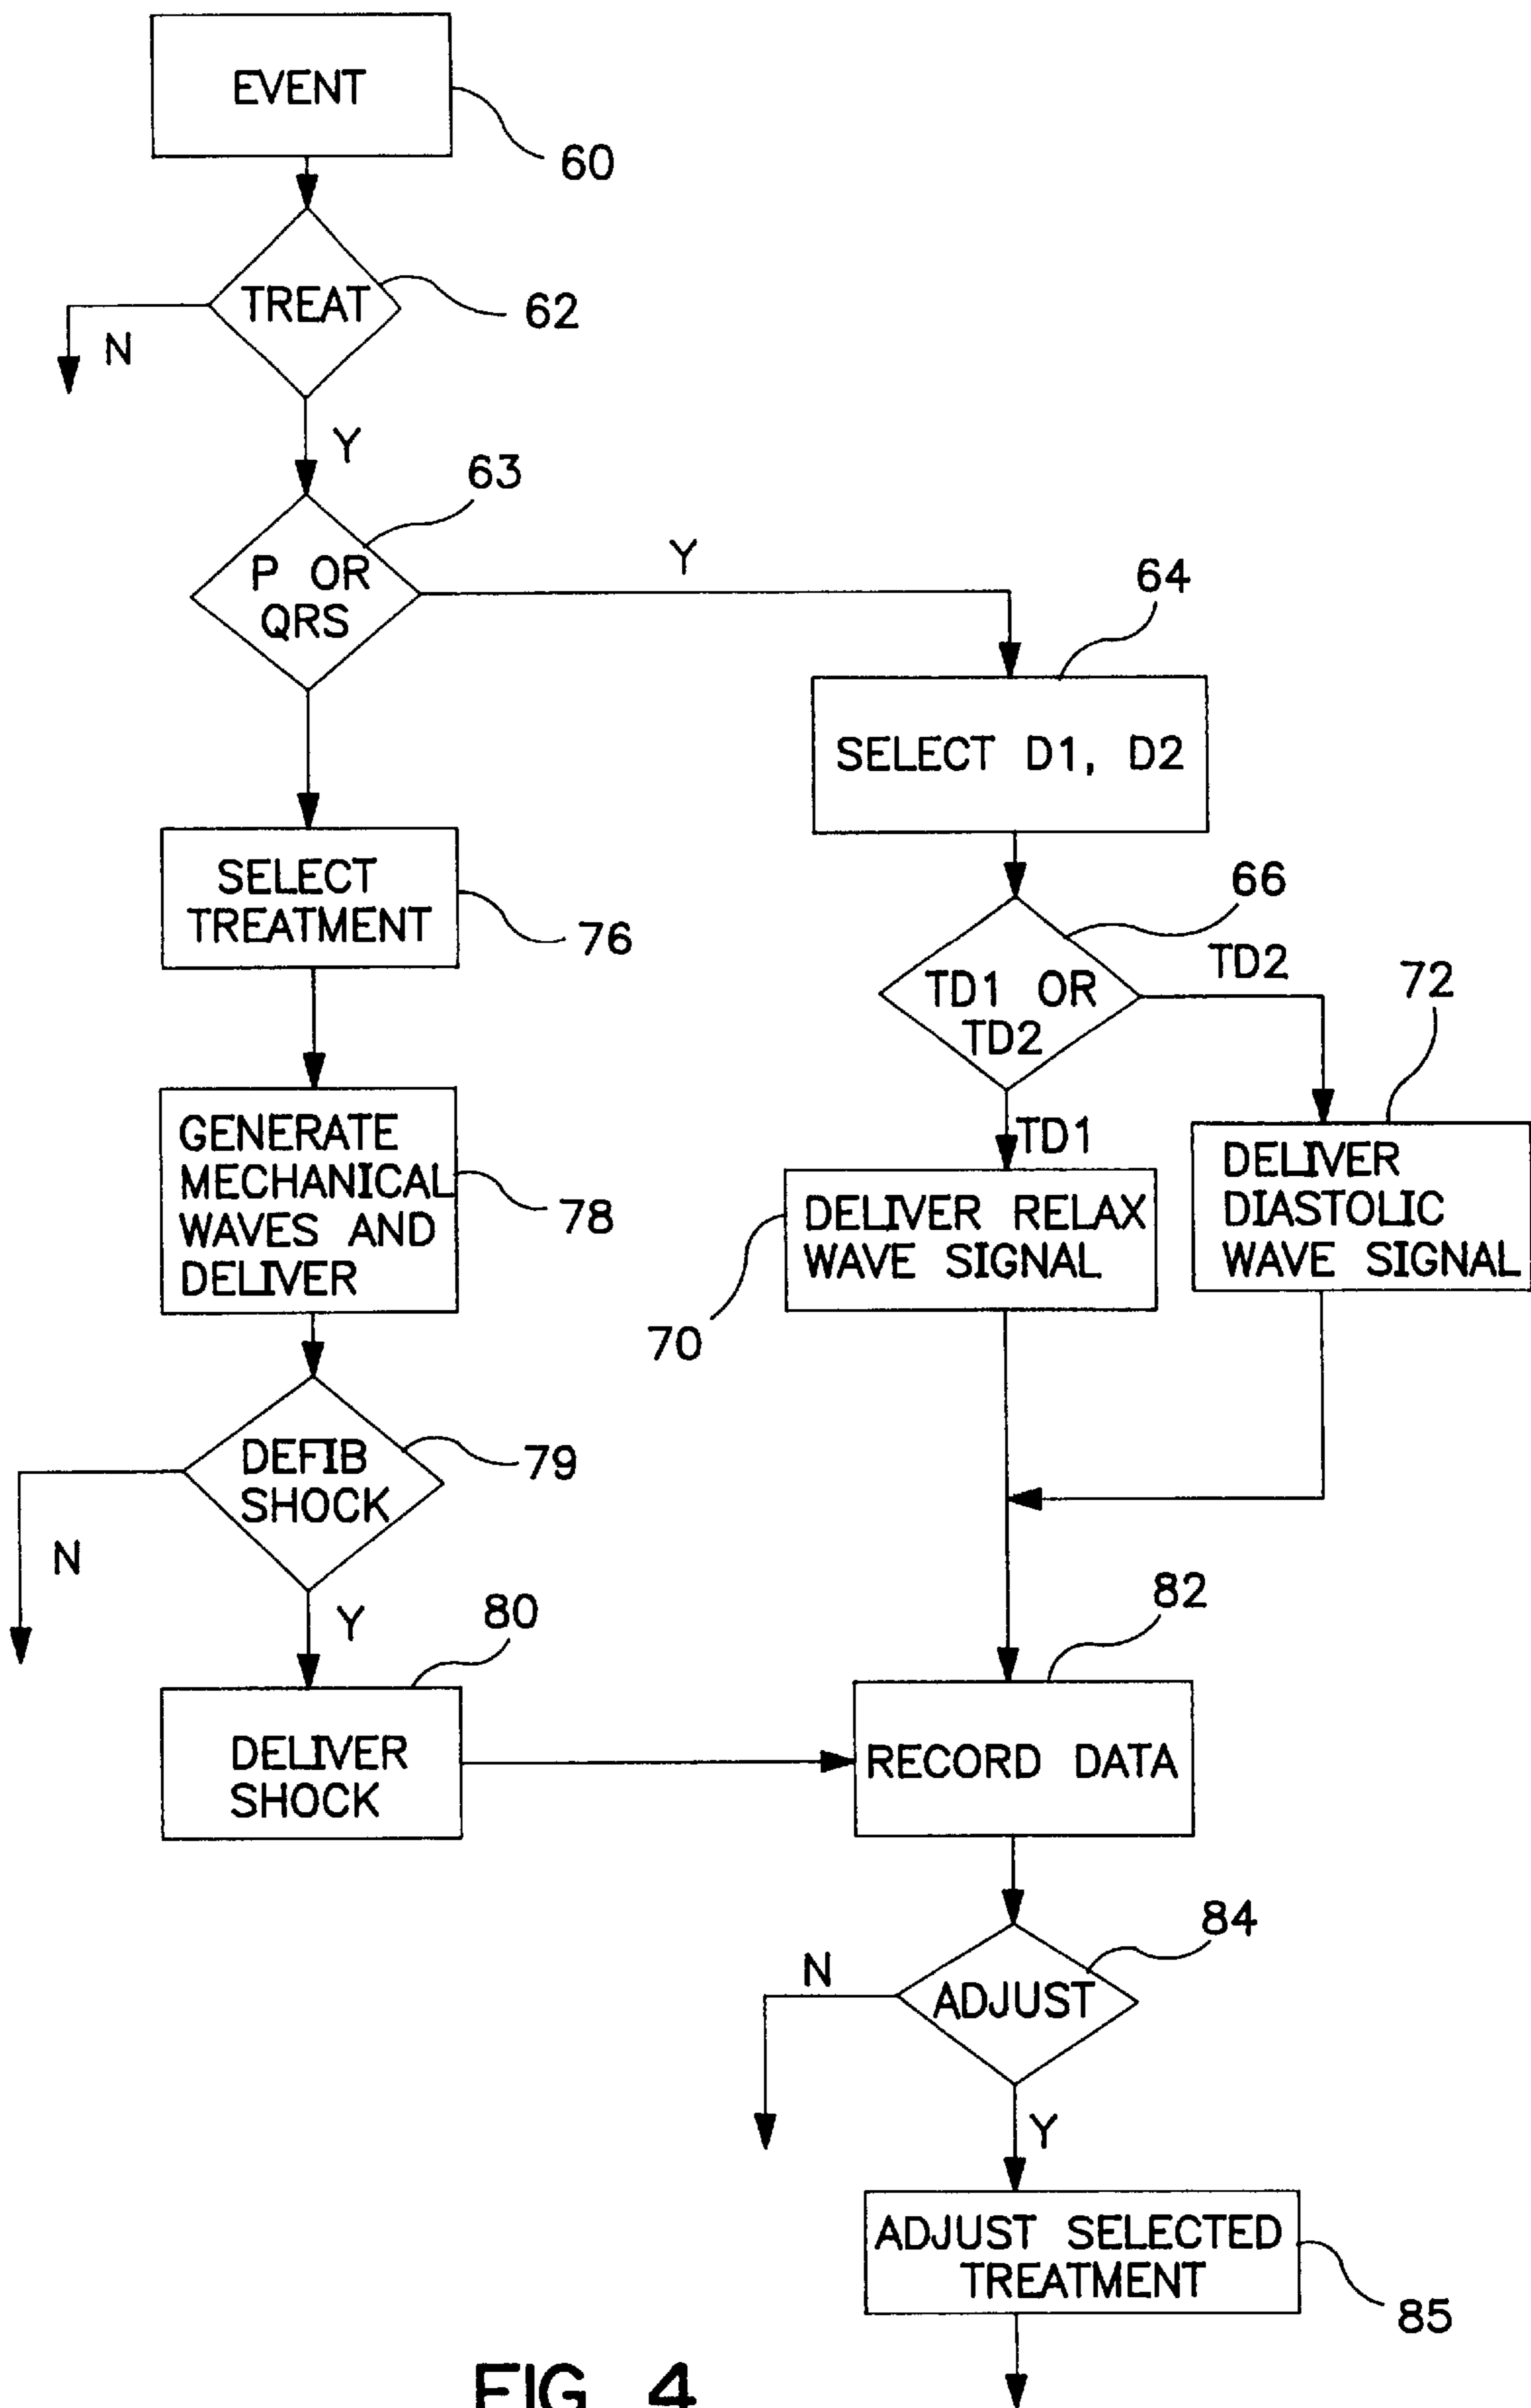 EVENT
60
TREAT
62
N
Y
63
P OR
QRS
Y
64
SELECT D1, D2
SELECT
TREATMENT
76
66
TD1 OR
TD2
TD2
72
TD1
GENERATE
MECHANICAL
WAVES AND
DELIVER
78
DELIVER RELAX
WAVE SIGNAL
70
DELIVER
DIASTOLIC
WAVE SIGNAL
DEFIB
SHOCK
79
N
Y
80
82
DELIVER
SHOCK
RECORD DATA
84
N
ADJUST
Y
ADJUST SELECTED
TREATMENT
85
FIG. 4